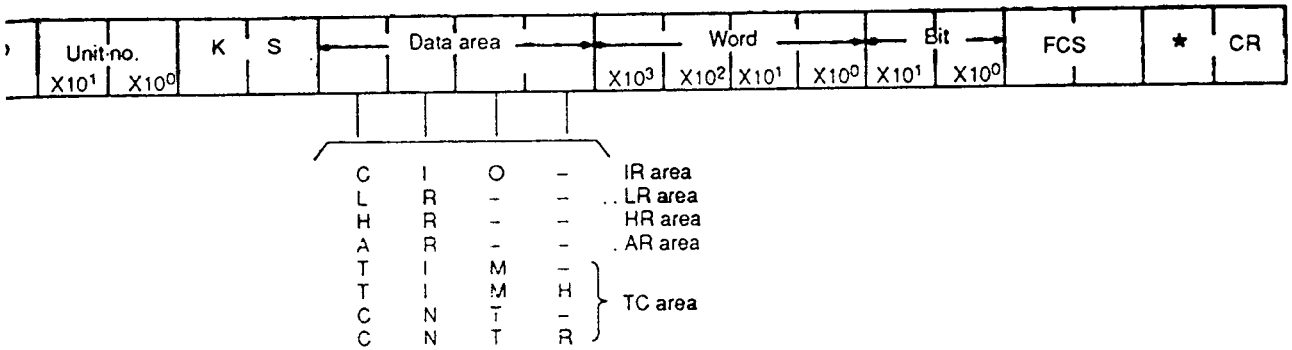 Unit no. K S Data area Word Bit FCS * CR
X10¹ X10⁰ X10³ X10² X10¹ X10⁰ X10¹ X10⁰
C I O - IR area
L R - - .. LR area
H R - - HR area
A R - - . AR area
T I M -
T I M H
TC area
C N T -
C N T R